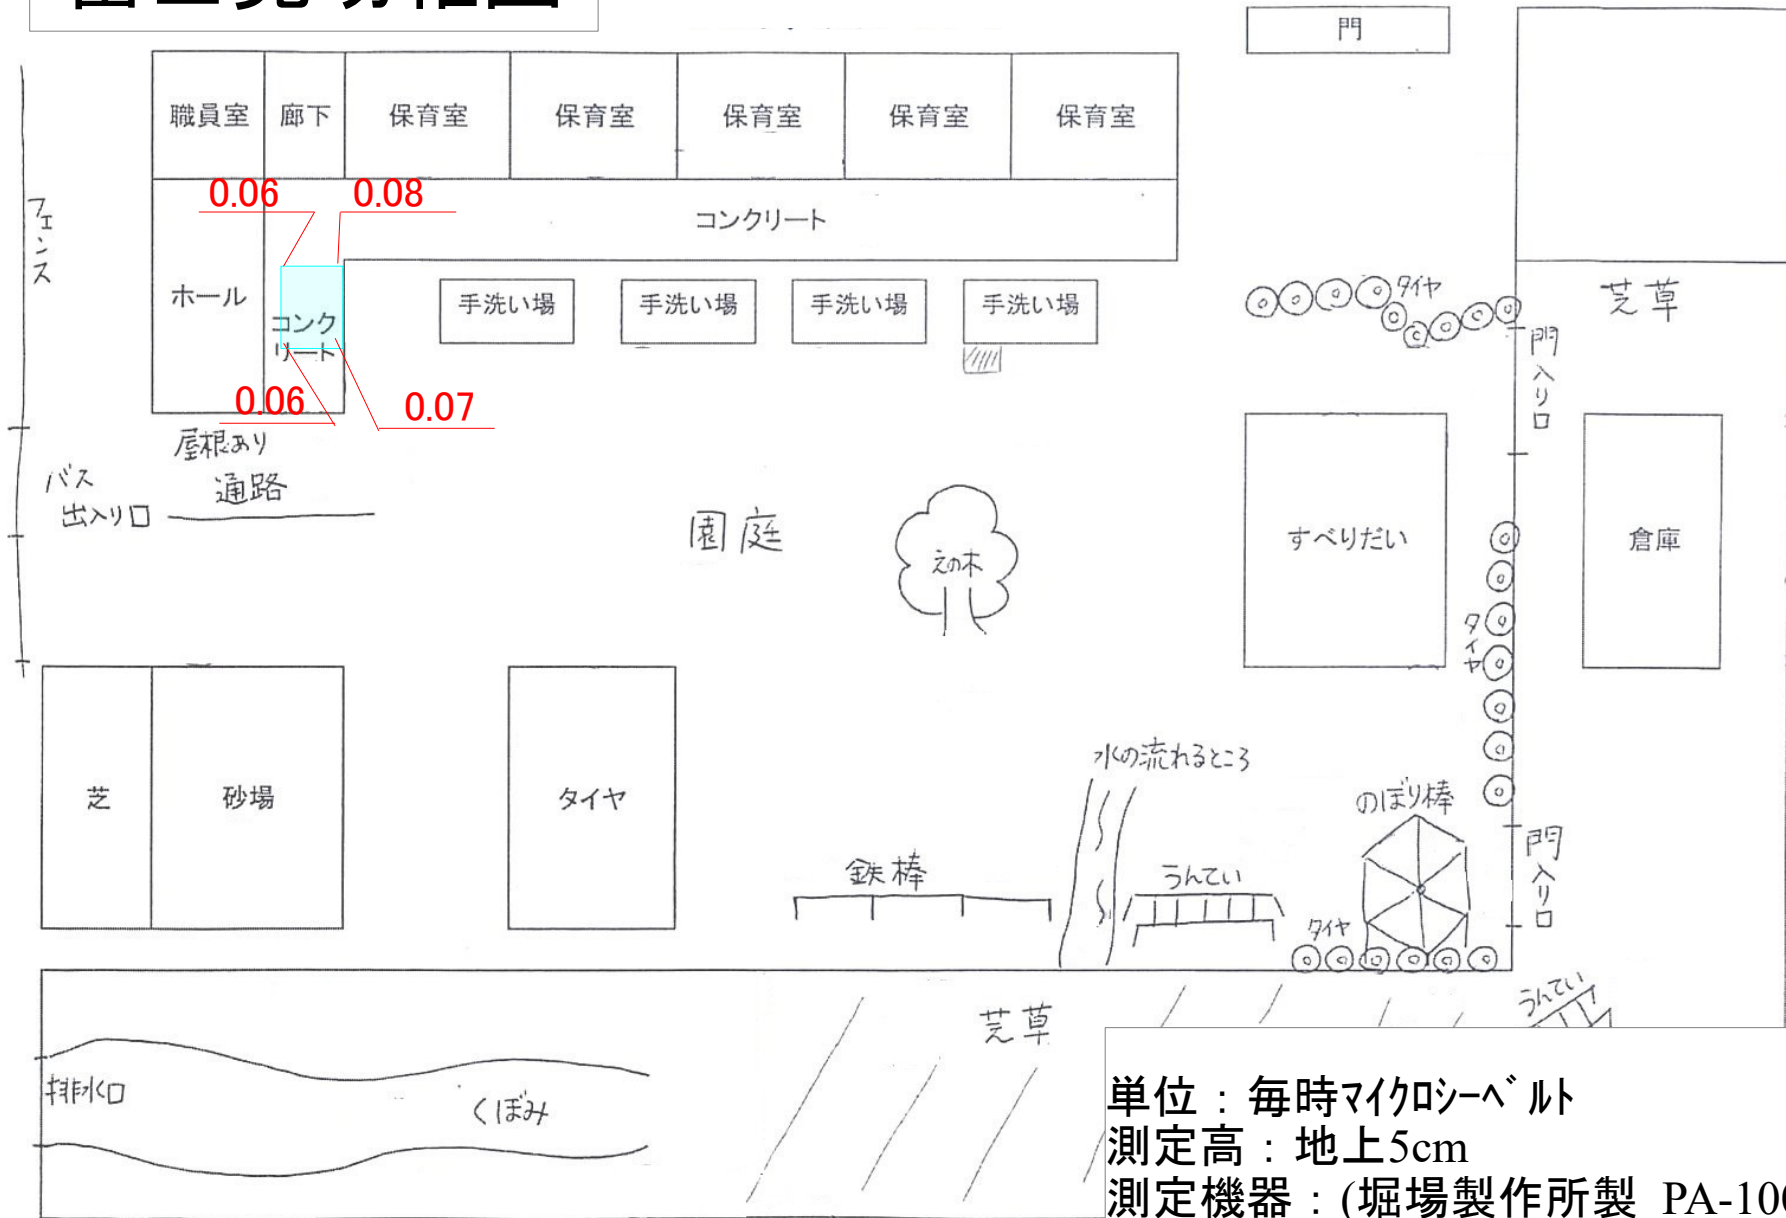 門
職員室
廊下
保育室
保育室
保育室
保育室
保育室
0.06
0.08
コンクリート
フェンス
ホール
コンク
リート
手洗い場
手洗い場
手洗い場
手洗い場
タイヤ
芝草
門入り口
0.06
0.07
屋根あり
通路
バス
出入り口
園庭
えの木
すべりだい
タイヤ
倉庫
芝
砂場
タイヤ
水の流れるところ
のぼり棒
鉄棒
うんてい
タイヤ
門入り口
うんてい
芝草
排水口
くぼみ
単位：毎時マイクロシーベルト
測定高：地上5cm
測定機器：(堀場製作所製 PA-100